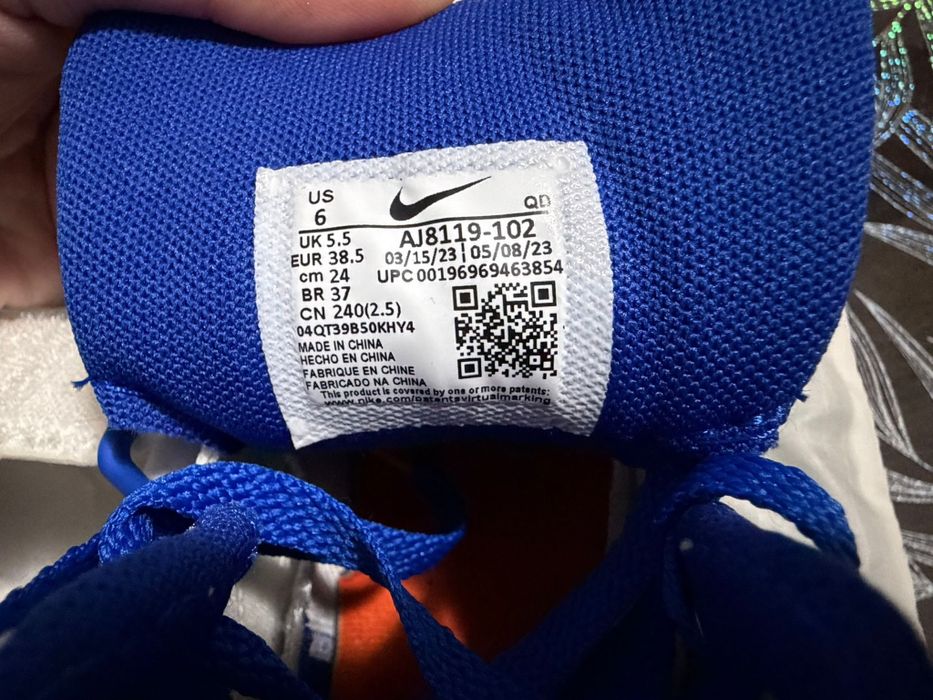 US
6
QD
UK 5.5
AJ8119-102
EUR 38.5
03/15/23 | 05/08/23
cm 24
UPC 00196969463854
BR 37
CN 240(2.5)
04QT39B50KHY4
MADE IN CHINA
HECHO EN CHINA
FABRIQUE EN CHINE
FABRICADO NA CHINA
This product is covered by one or more patents:
www.nike.com/patentsvirtualmarking